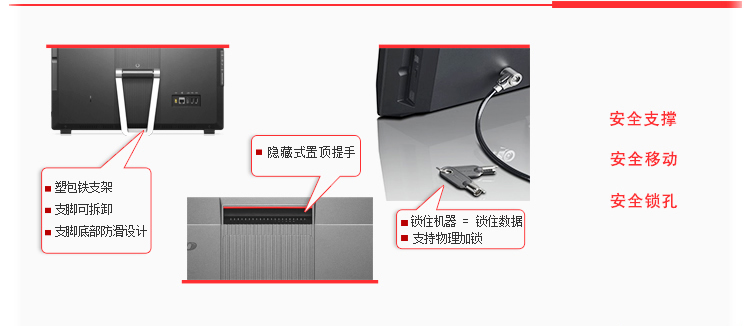 塑包铁支架
支脚可拆卸
支脚底部防滑设计
隐藏式置顶提手
锁住机器 = 锁住数据
支持物理加锁
安全支撑
安全移动
安全锁孔